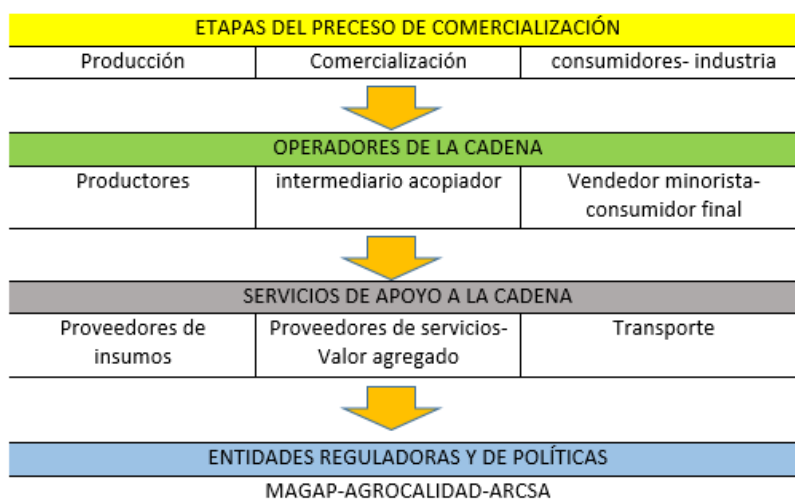 ETAPAS DEL PRECESO DE COMERCIALIZACIÓN
Producción Comercialización consumidores- industria
OPERADORES DE LA CADENA
Productores intermediario acopiador Vendedor minorista-
consumidor final
SERVICIOS DE APOYO A LA CADENA
Proveedores de insumos
Proveedores de servicios-
Valor agregado
Transporte
ENTIDADES REGULADORAS Y DE POLÍTICAS
MAGAP-AGROCALIDAD-ARCSA